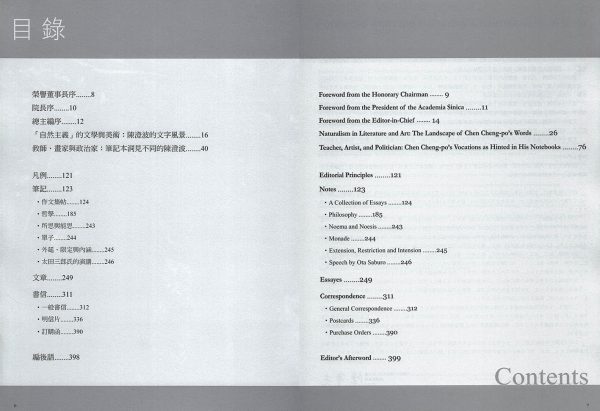 目錄
榮譽董事長序........8
院長序........10
總主編序........12
「自然主義」的文學與美術：陳澄波的文字風景........16
教師‧畫家與政治家：筆記本洞見不同的陳澄波........40
凡例........121
筆記........123
‧作文集帖........124
‧哲學........185
‧所思與能思........243
‧單子........244
‧外延、限定與內涵........245
‧太田三郎氏的演講........246
文章........249
書信........311
‧一般書信........312
‧明信片........336
‧訂購函........390
編後語........398
Foreword from the Honorary Chairman ........ 9
Foreword from the President of the Academia Sinica ........11
Foreword from the Editor-in-Chief ........ 14
Naturalism in Literature and Art: The Landscape of Chen Cheng-po's Words ........26
Teacher, Artist, and Politician: Chen Cheng-po's Vocations as Hinted in His Notebooks ........76
Editorial Principles ........121
Notes ........123
‧A Collection of Essays ........124
‧Philosophy ........185
‧Noema and Noesis ........243
‧Monade ........244
‧Extension, Restriction and Intension ........245
‧Speech by Ota Saburo ........246
Essayes ........249
Correspondence ........311
‧General Correspondence ........312
‧Postcards ........336
‧Purchase Orders ........390
Editor's Afterword ........ 399
Contents